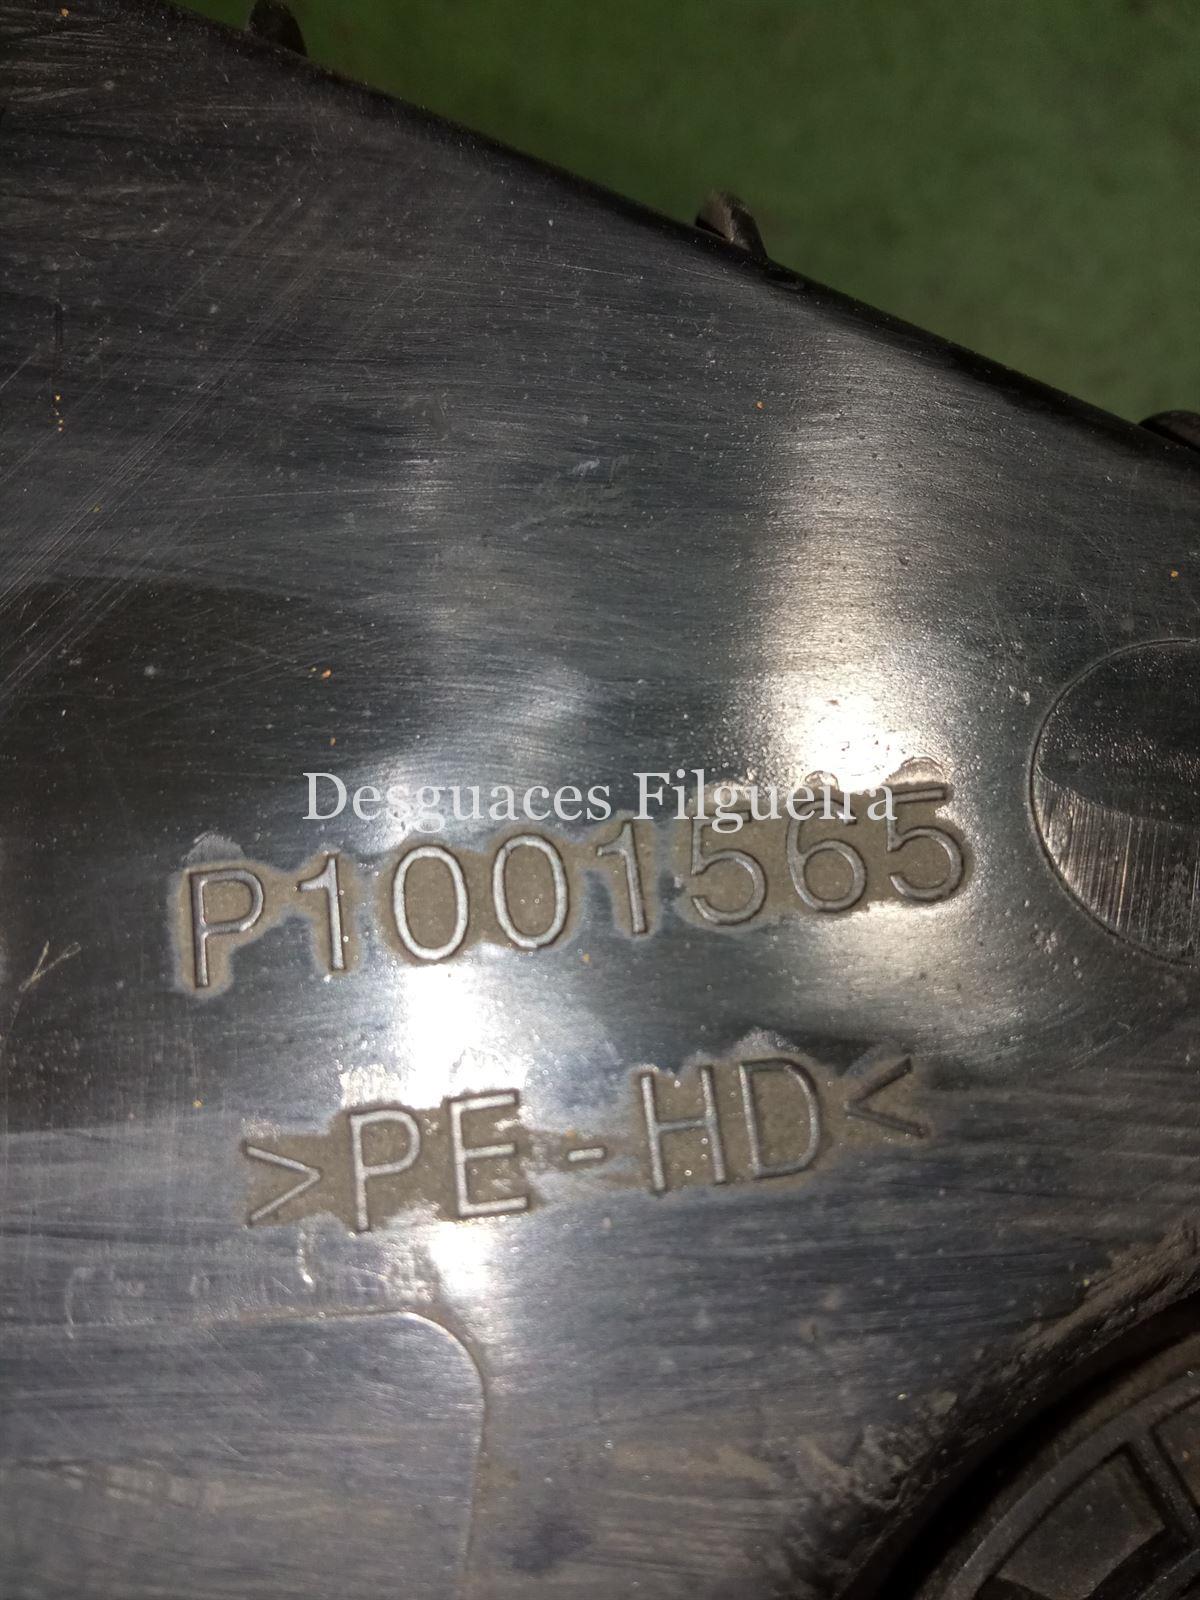 Desguaces Filgueira
P1001565
>PE-HD<